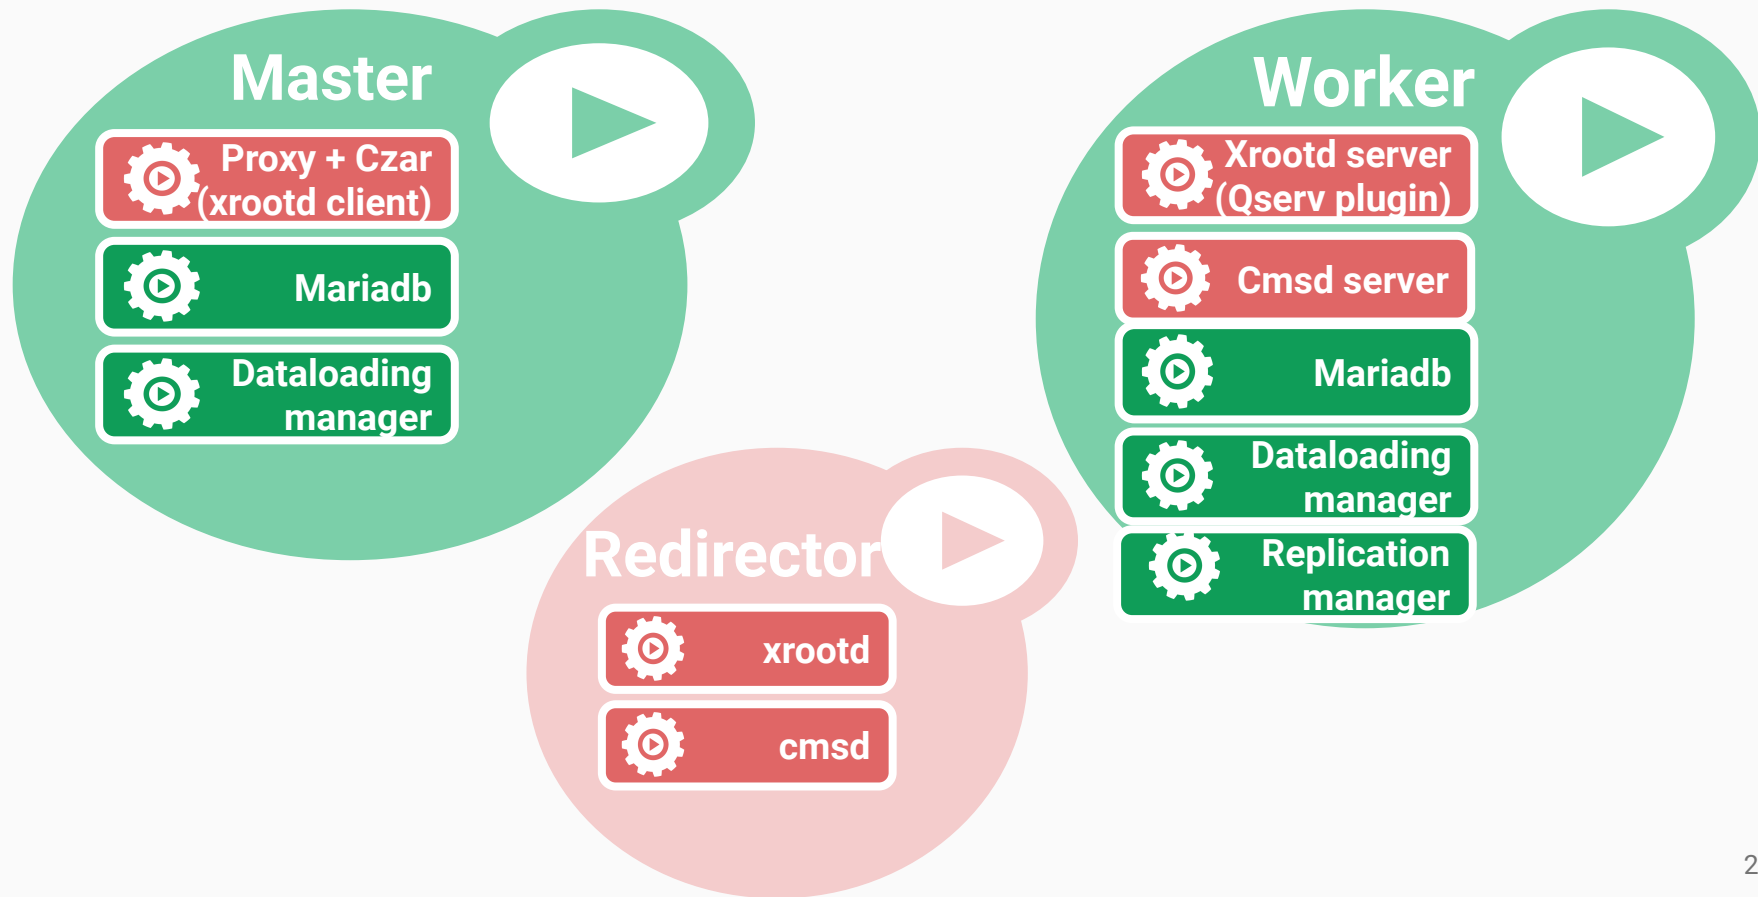 Master
Proxy + Czar
(xrootd client)
Mariadb
Dataloading
manager
Redirector
xrootd
cmsd
Worker
Xrootd server
(Qserv plugin)
Cmsd server
Mariadb
Dataloading
manager
Replication
manager
2